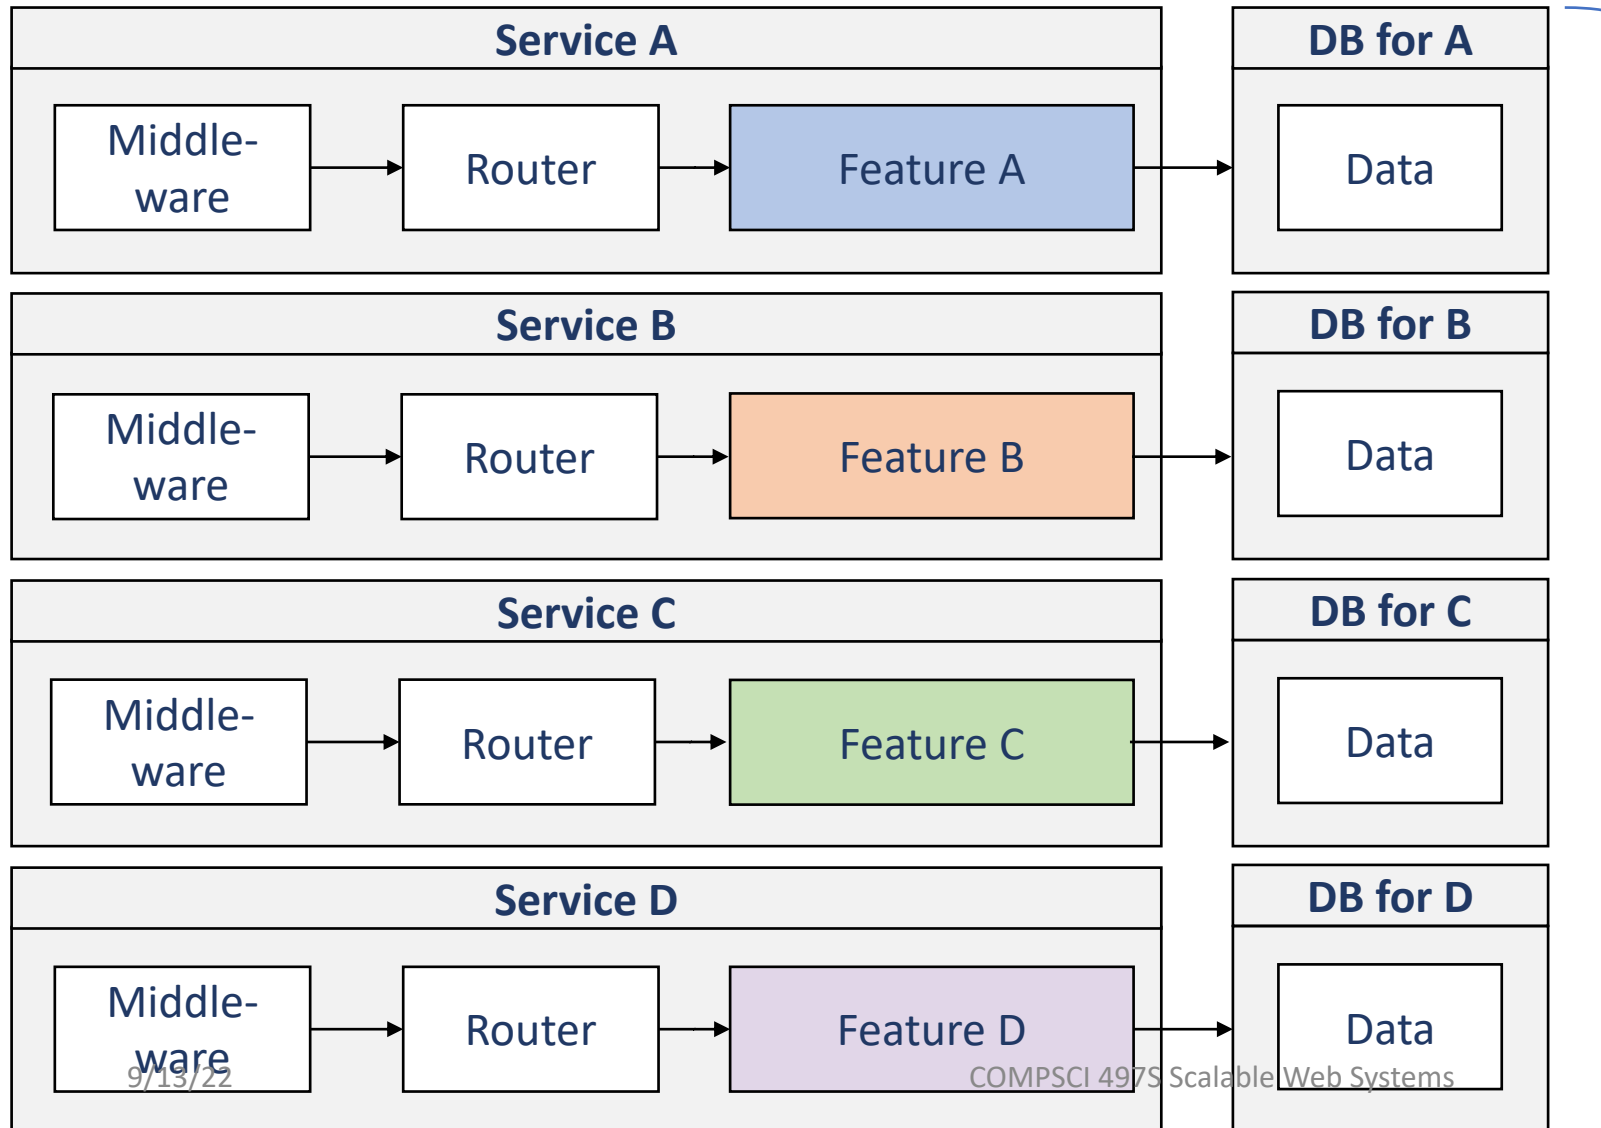 Service A
DB for A
Middle-
ware
Router
Feature A
Data
Service B
DB for B
Middle-
ware
Router
Feature B
Data
Service C
DB for C
Middle-
ware
Router
Feature C
Data
Service D
DB for D
Middle-
ware
Router
Feature D
Data
9/13/22
COMPSCI 497S Scalable Web Systems